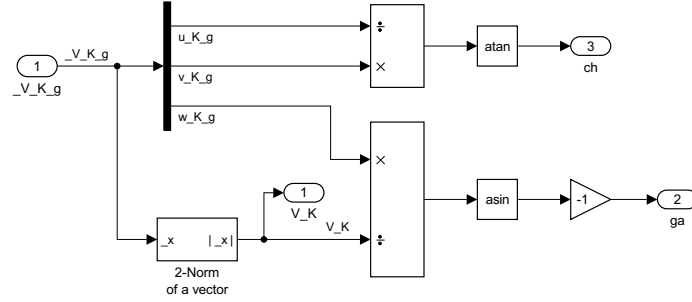 u_K_g
÷
_V_K_g
1
_V_K_g
v_K_g
×
atan
3
ch
w_K_g
×
1
V_K
asin
-1
2
ga
_x
|_x|
V_K
÷
2-Norm
of a vector